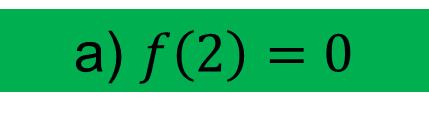 a) f(2) = 0